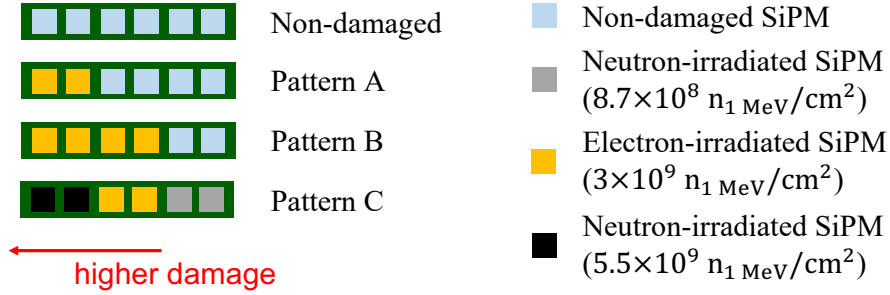 Non-damaged
Pattern A
Pattern B
Pattern C
higher damage
Non-damaged SiPM
Neutron-irradiated SiPM
(8.7×10⁸ n₁ MeV/cm²)
Electron-irradiated SiPM
(3×10⁹ n₁ MeV/cm²)
Neutron-irradiated SiPM
(5.5×10⁹ n₁ MeV/cm²)